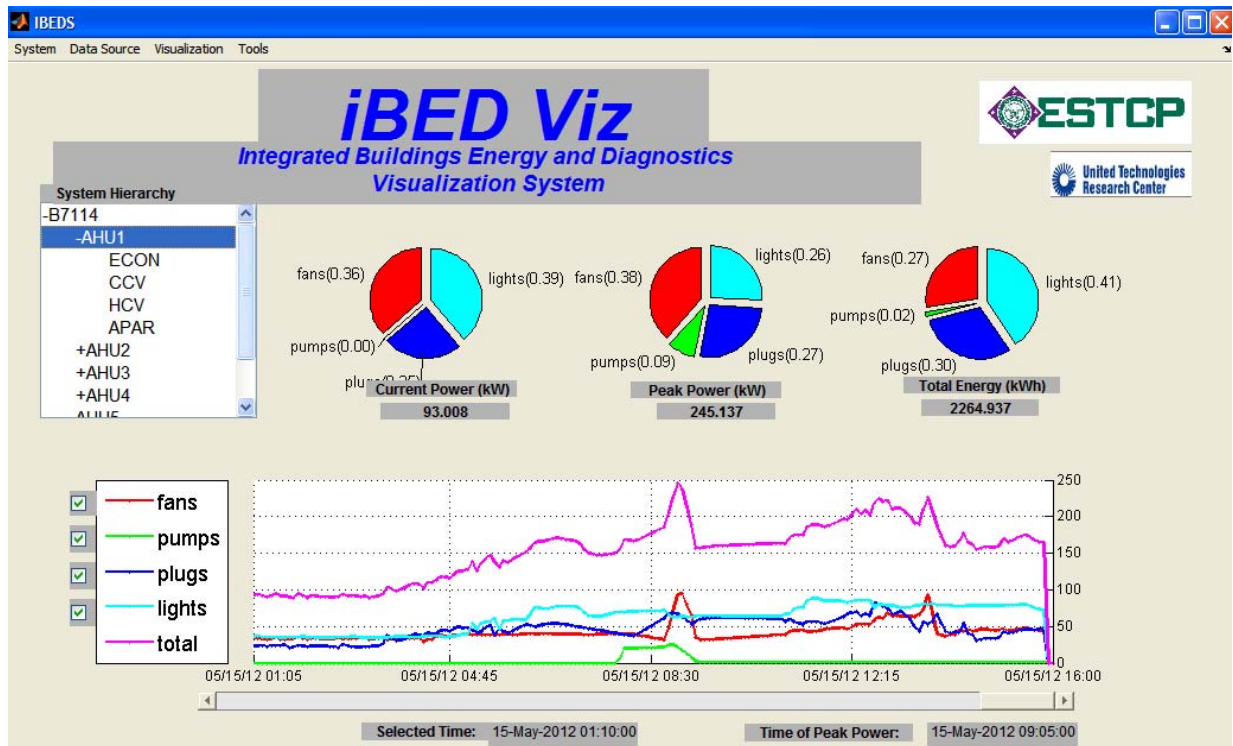 IBEDS
System Data Source Visualization Tools
iBED Viz
Integrated Buildings Energy and Diagnostics
Visualization System
ESTCP
United Technologies
Research Center
System Hierarchy
-B7114
-AHU1
ECON
CCV
HCV
APAR
+AHU2
+AHU3
+AHU4
fans(0.36)
lights(0.39)
pumps(0.00)
Current Power (kW)
93.008
fans(0.38)
lights(0.26)
pumps(0.09)
plugs(0.27)
Peak Power (kW)
245.137
fans(0.27)
lights(0.41)
pumps(0.02)
plugs(0.30)
Total Energy (kWh)
2264.937
fans
pumps
plugs
lights
total
250
200
150
100
50
0
05/15/12 01:05
05/15/12 04:45
05/15/12 08:30
05/15/12 12:15
05/15/12 16:00
Selected Time: 15-May-2012 01:10:00
Time of Peak Power: 15-May-2012 09:05:00